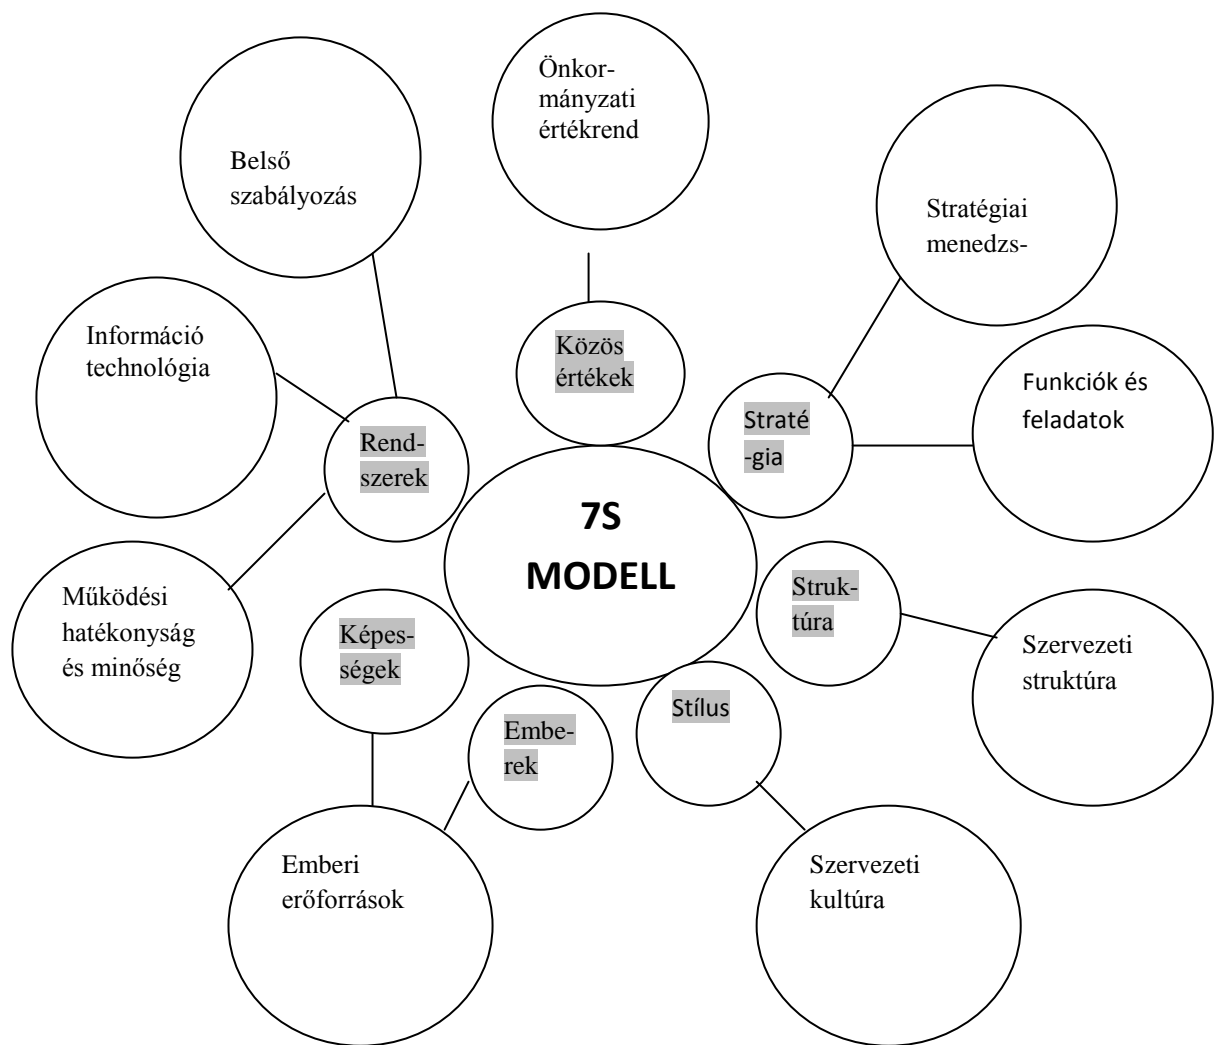 Önkor-
mányzati
értékrend
Belső
szabályozás
Stratégiai
menedzs-
Információ
technológia
Közös
értékek
Funkciók és
feladatok
Straté
-gia
Rend-
szerek
7S
MODELL
Struk-
túra
Működési
hatékonyság
és minőség
Képes-
ségek
Szervezeti
struktúra
Stílus
Embe-
rek
Emberi
erőforrások
Szervezeti
kultúra